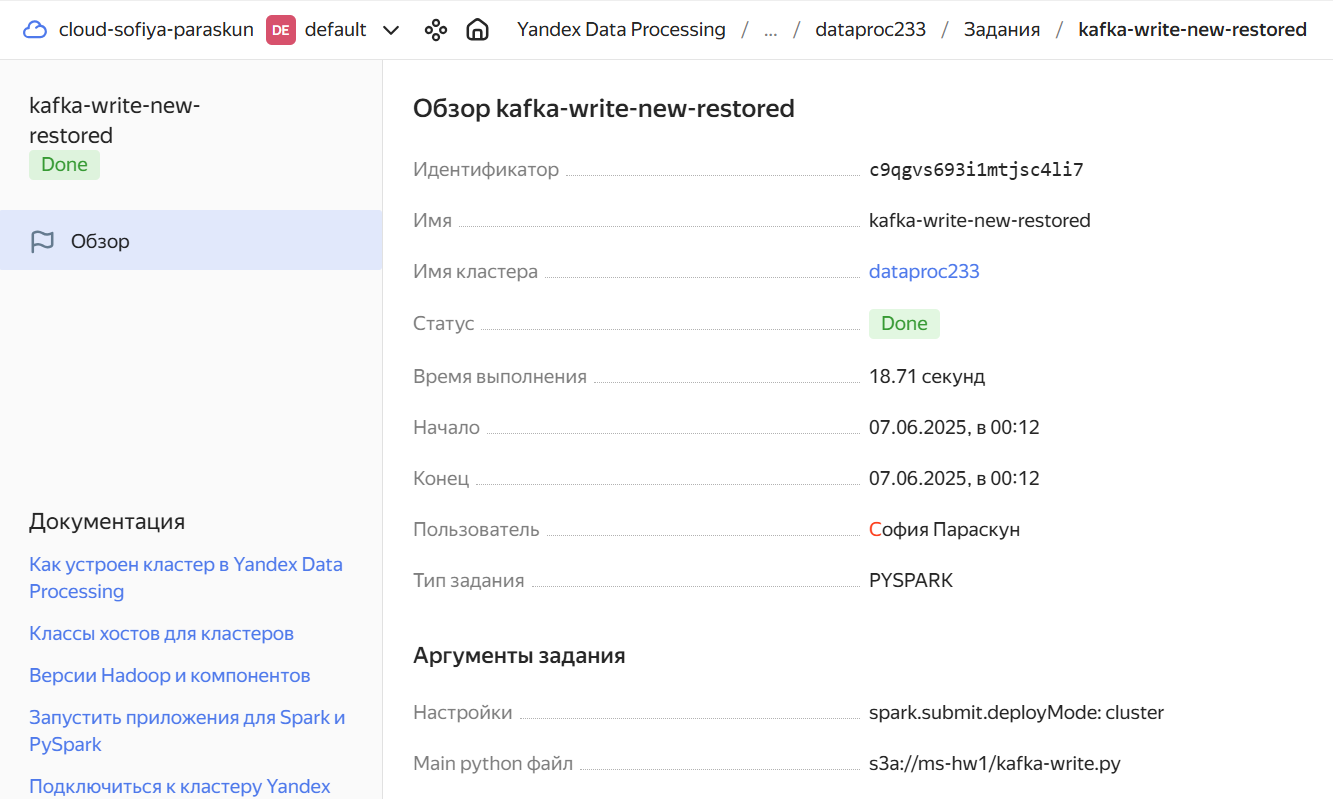 cloud-sofiya-paraskun DE default Yandex Data Processing / ... / dataproc233 / Задания / kafka-write-new-restored
kafka-write-new-
restored
Done
Обзор
Документация
Как устроен кластер в Yandex Data
Processing
Классы хостов для кластеров
Версии Hadoop и компонентов
Запустить приложения для Spark и
PySpark
Подключиться к кластеру Yandex
Обзор kafka-write-new-restored
Идентификатор c9qgvs693i1mtjsc4li7
Имя kafka-write-new-restored
Имя кластера dataproc233
Статус Done
Время выполнения 18.71 секунд
Начало 07.06.2025, в 00:12
Конец 07.06.2025, в 00:12
Пользователь София Параскун
Тип задания PYSPARK
Аргументы задания
Настройки spark.submit.deployMode: cluster
Main python файл s3a://ms-hw1/kafka-write.py